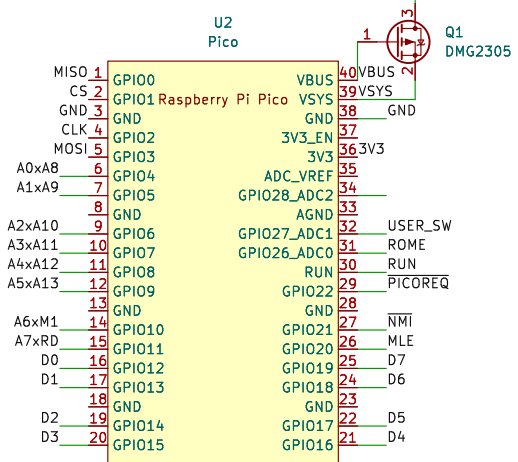 U2
Pico
3
1
Q1
DMG2305
2
MISO 1 GPIO00 VBUS 40 VBUS
CS 2 GPIO1 Raspberry Pi Pico VSYS 39 VSYS
GND 3 GND GND 38 GND
CLK 4 GPIO2 3V3_EN 37
MOSI 5 GPIO3 3V3 36 3V3
A0xA8 6 GPIO4 ADC_VREF 35
A1xA9 7 GPIO5 GPIO28_ADC2 34
8 GND AGND 33
A2xA10 9 GPIO6 GPIO27_ADC1 32 USER_SW
A3xA11 10 GPIO7 GPIO26_ADC0 31 ROME
A4xA12 11 GPIO8 RUN 30 RUN
A5xA13 12 GPIO9 GPIO22 29 PICOREQ
13 GND GND 28
A6xM1 14 GPIO10 GPIO21 27 NMI
A7xRD 15 GPIO11 GPIO20 26 MLE
D0 16 GPIO12 GPIO19 25 D7
D1 17 GPIO13 GPIO18 24 D6
18 GND GND 23
D2 19 GPIO14 GPIO17 22 D5
D3 20 GPIO15 GPIO16 21 D4